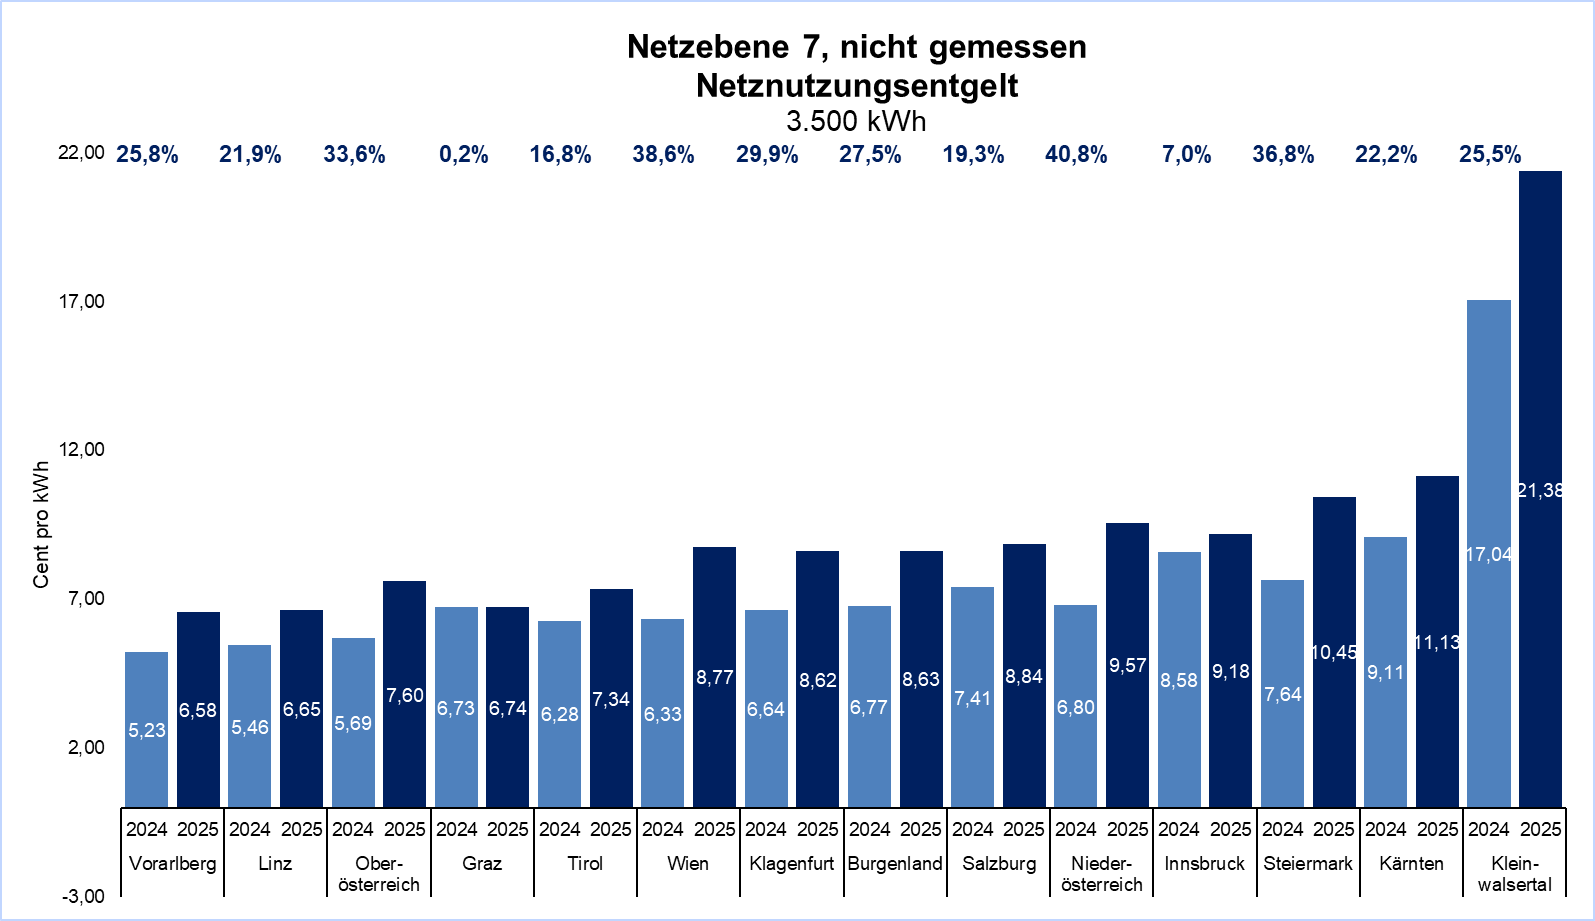 Netzebene 7, nicht gemessen
Netznutzungsentgelt
3.500 kWh
22,00 25,8% 21,9% 33,6% 0,2% 16,8% 38,6% 29,9% 27,5% 19,3% 40,8% 7,0% 36,8% 22,2% 25,5%
17,00
12,00
7,00
2,00
-3,00
Cent pro kWh
5,23 6,58 5,46 6,65 5,69 7,60 6,73 6,74 6,28 7,34 6,33 8,77 6,64 8,62 6,77 8,63 7,41 8,84 6,80 9,57 8,58 9,18 7,64 10,45 9,11 11,13 17,04 21,38
2024 2025 2024 2025 2024 2025 2024 2025 2024 2025 2024 2025 2024 2025 2024 2025 2024 2025 2024 2025 2024 2025 2024 2025 2024 2025 2024 2025
Vorarlberg
Linz
Ober-
österreich
Graz
Tirol
Wien
Klagenfurt
Burgenland
Salzburg
Nieder-
österreich
Innsbruck
Steiermark
Kärnten
Klein-
walsertal